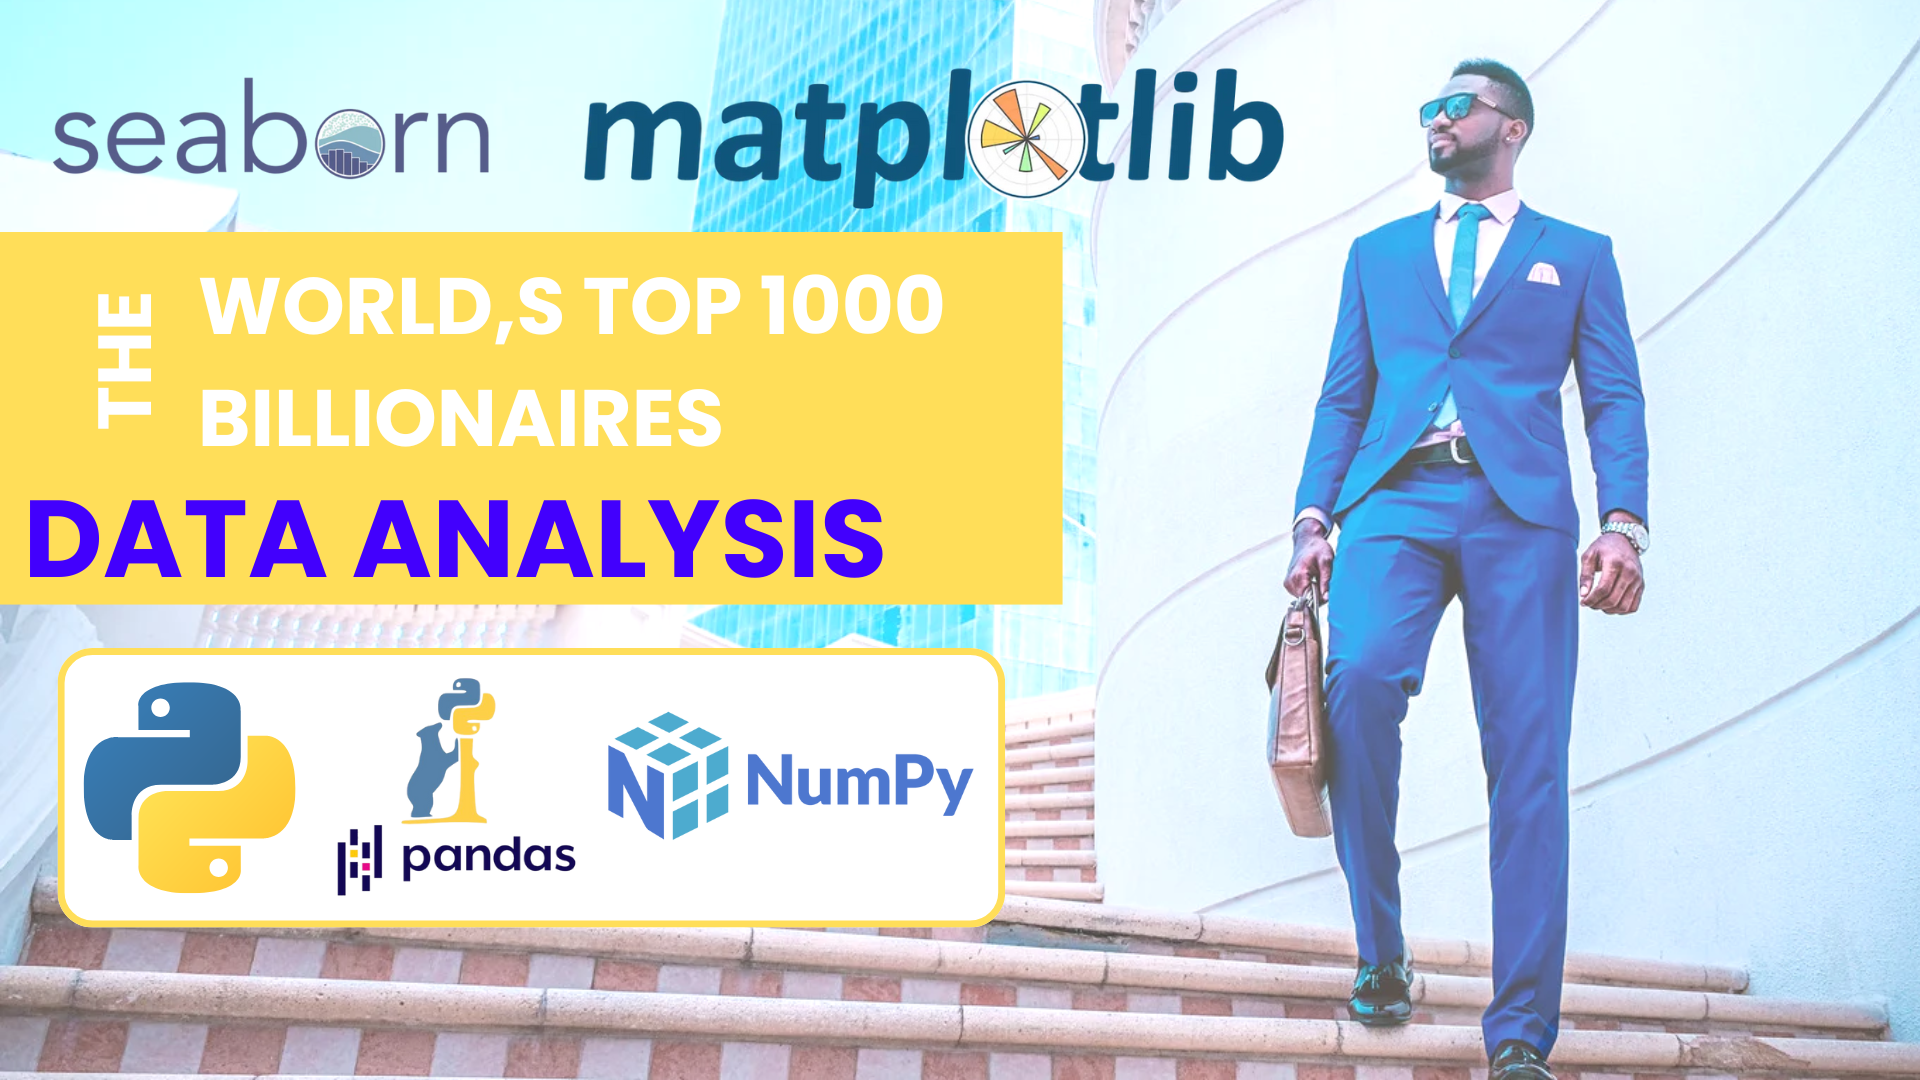 seaborn
matplotlib
THE
WORLD,S TOP 1000
BILLIONAIRES
DATA ANALYSIS
pandas
NumPy